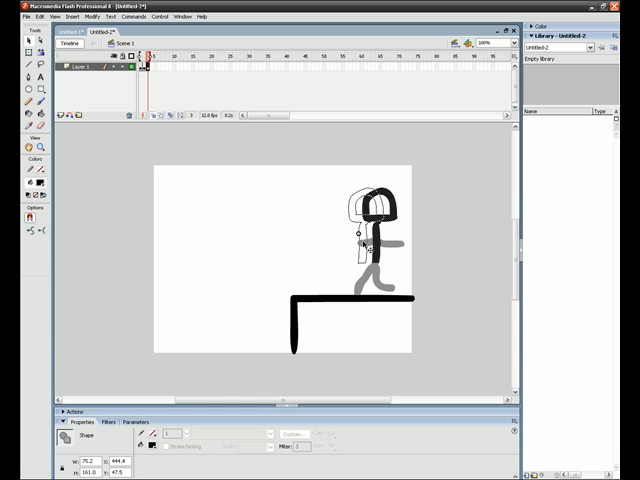 Macromedia Flash Professional 8 - [Untitled-2*]
File Edit View Insert Modify Text Commands Control Window Help
Tools
View
Colors
Options
Untitled-1* Untitled-2*
Timeline Scene 1 100%
5 10 15 20 25 30 35 40 45 50 55 60 65 70 75 80 85 90 95
Layer 1
3 12.0 fps 0.2s
Actions
Properties Filters Parameters
Shape
1 Custom...
Stroke hinting Scale: Miter: 3
W: 75.2 X: 444.4
H: 161.0 Y: 47.5
Color
Library - Untitled-2
Untitled-2
Empty library
Name Type